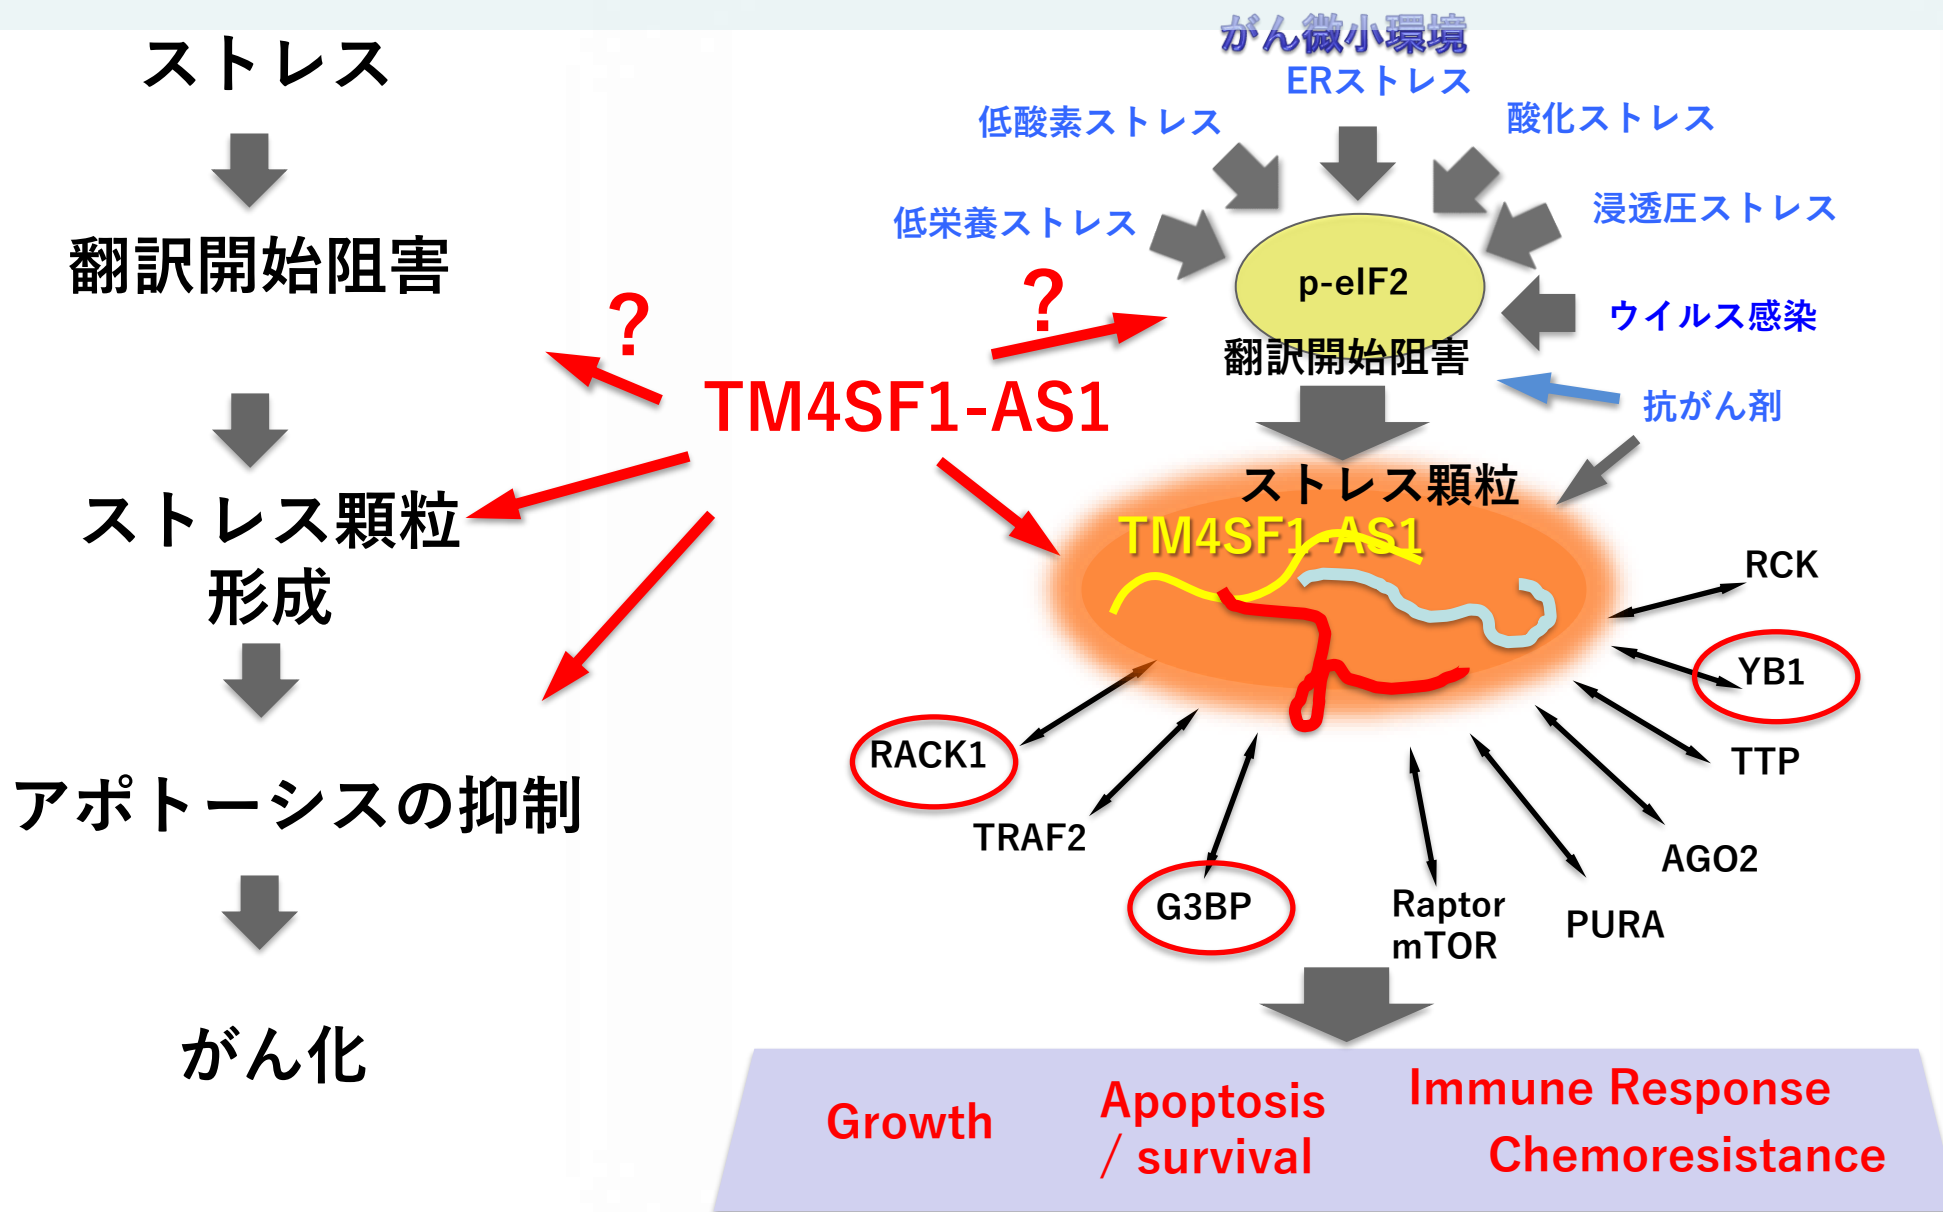 ストレス
翻訳開始阻害
ストレス顆粒
形成
アポトーシスの抑制
がん化
?
?
TM4SF1-AS1
がん微小環境
ERストレス
低酸素ストレス
酸化ストレス
低栄養ストレス
浸透圧ストレス
p-eIF2
ウイルス感染
翻訳開始阻害
抗がん剤
ストレス顆粒
TM4SF1-AS1
RCK
YB1
RACK1
TTP
TRAF2
AGO2
G3BP
Raptor
mTOR
PURA
Growth
Apoptosis
/ survival
Immune Response
Chemoresistance